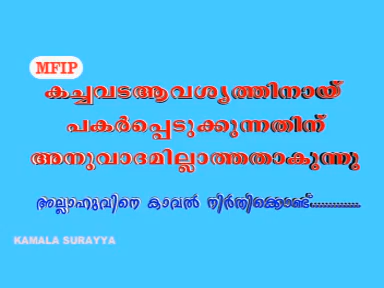 MFIP
കച്ചവടആവശ്യത്തിനായ്
പകർപ്പെടുക്കുന്നതിന്
അനുവാദമില്ലാത്തതാകുന്നു
അല്ലാഹുവിനെ കാവൽ നിർതിക്കൊണ്ട്............
KAMALA SURAYYA